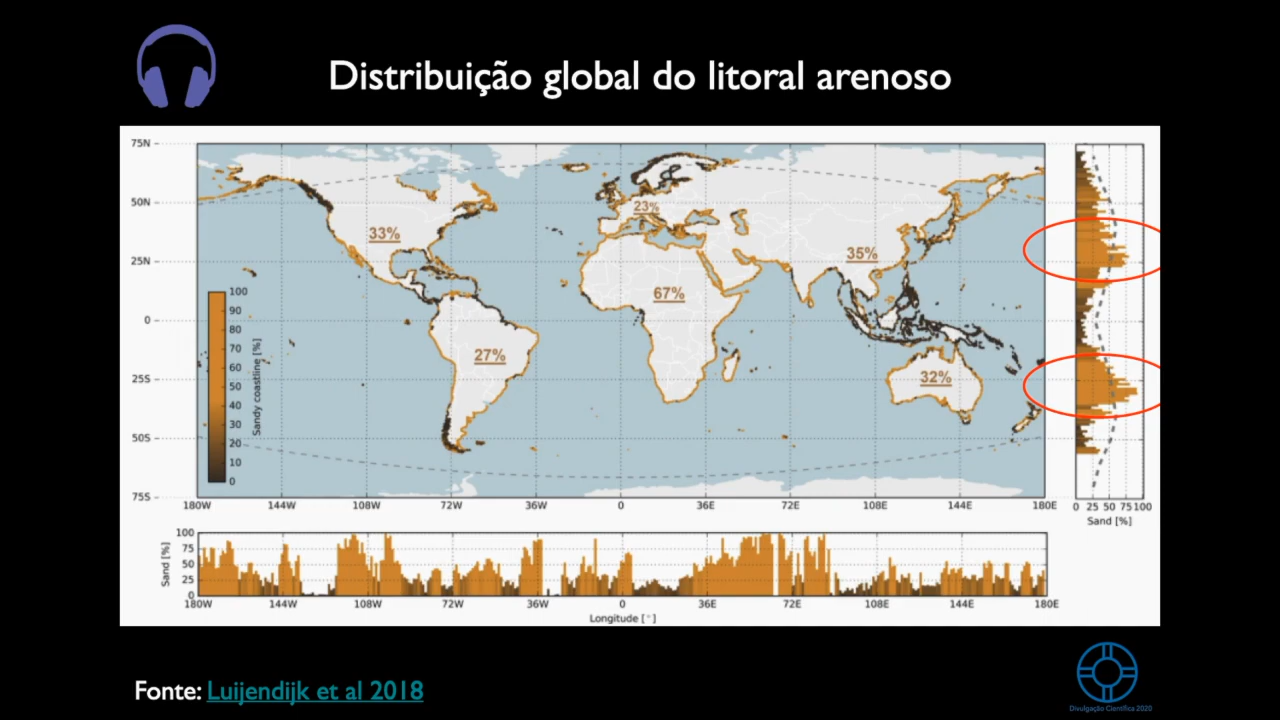 Distribuição global do litoral arenoso
75N
50N
25N
0
25S
50S
75S
33%
23%
35%
67%
27%
32%
100
90
80
70
60
50
40
30
20
10
0
Sandy coastline [%]
180W 144W 108W 72W 36W 0 36E 72E 108E 144E 180E
0 25 50 75 100
Sand [%]
100
75
50
25
0
Sand [%]
180W 144W 108W 72W 36W 0 36E 72E 108E 144E 180E
Longitude [°]
Fonte: Luijendijk et al 2018
Divulgação Científica 2020